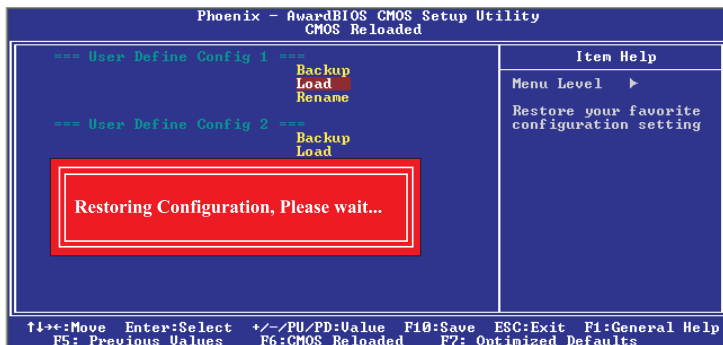 Phoenix - AwardBIOS CMOS Setup Utility
CMOS Reloaded
=== User Define Config 1 ===
Backup
Load
Rename
=== User Define Config 2 ===
Backup
Load
Restoring Configuration, Please wait...
Item Help
Menu Level ►
Restore your favorite
configuration setting
↑↓→←:Move Enter:Select +/-/PU/PD:Value F10:Save ESC:Exit F1:General Help
F5: Previous Values F6:CMOS Reloaded F7: Optimized Defaults